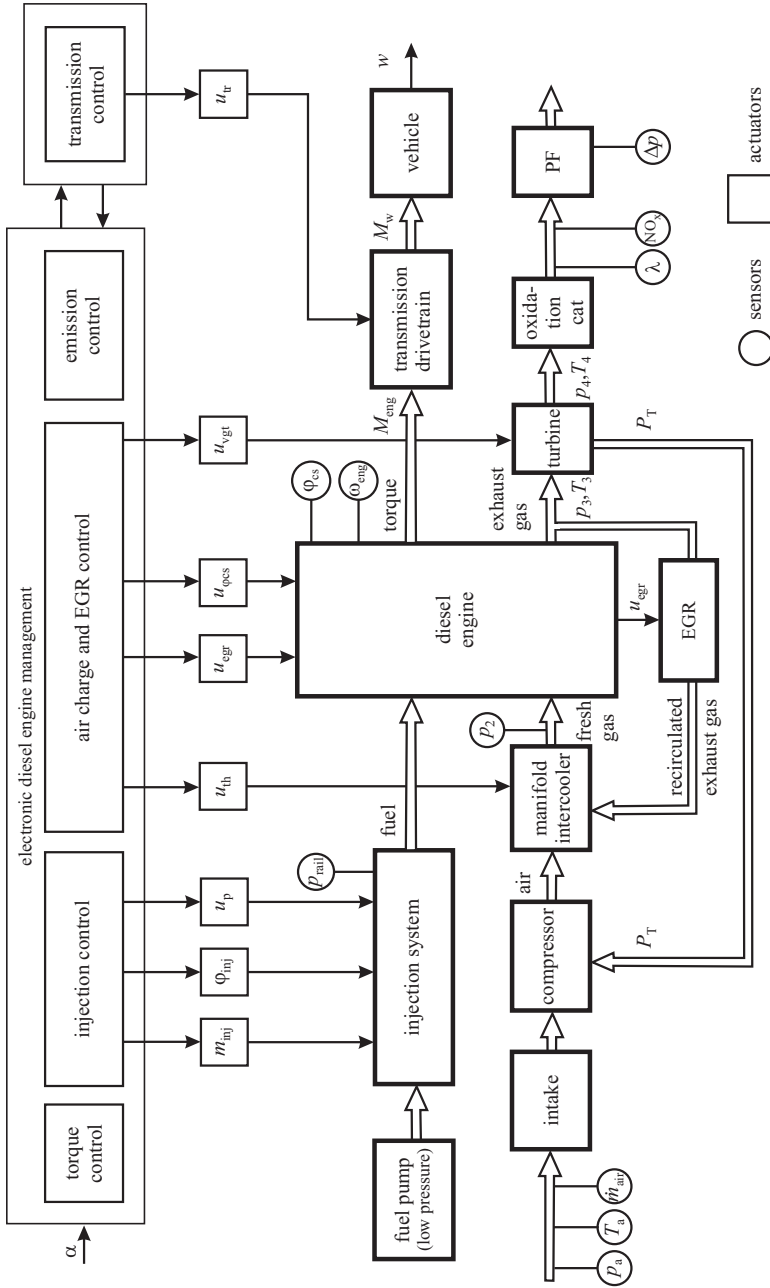 electronic diesel engine management
α
torque
control
injection control
air charge and EGR control
emission
control
transmission
control
m_inj
φ_inj
u_p
u_th
u_egr
u_φcs
u_vgt
u_tr
fuel pump
(low pressure)
injection system
p_rail
fuel
diesel
engine
φ_cs
ω_eng
torque
M_eng
transmission
drivetrain
M_w
vehicle
w
p_a
T_a
ṁ_air
intake
compressor
air
manifold
intercooler
p_2
fresh
gas
exhaust
gas
p_3,T_3
turbine
p_4,T_4
oxida-
tion
cat
λ
NO_x
PF
Δp
u_egr
EGR
recirculated
exhaust gas
P_T
P_T
sensors
actuators